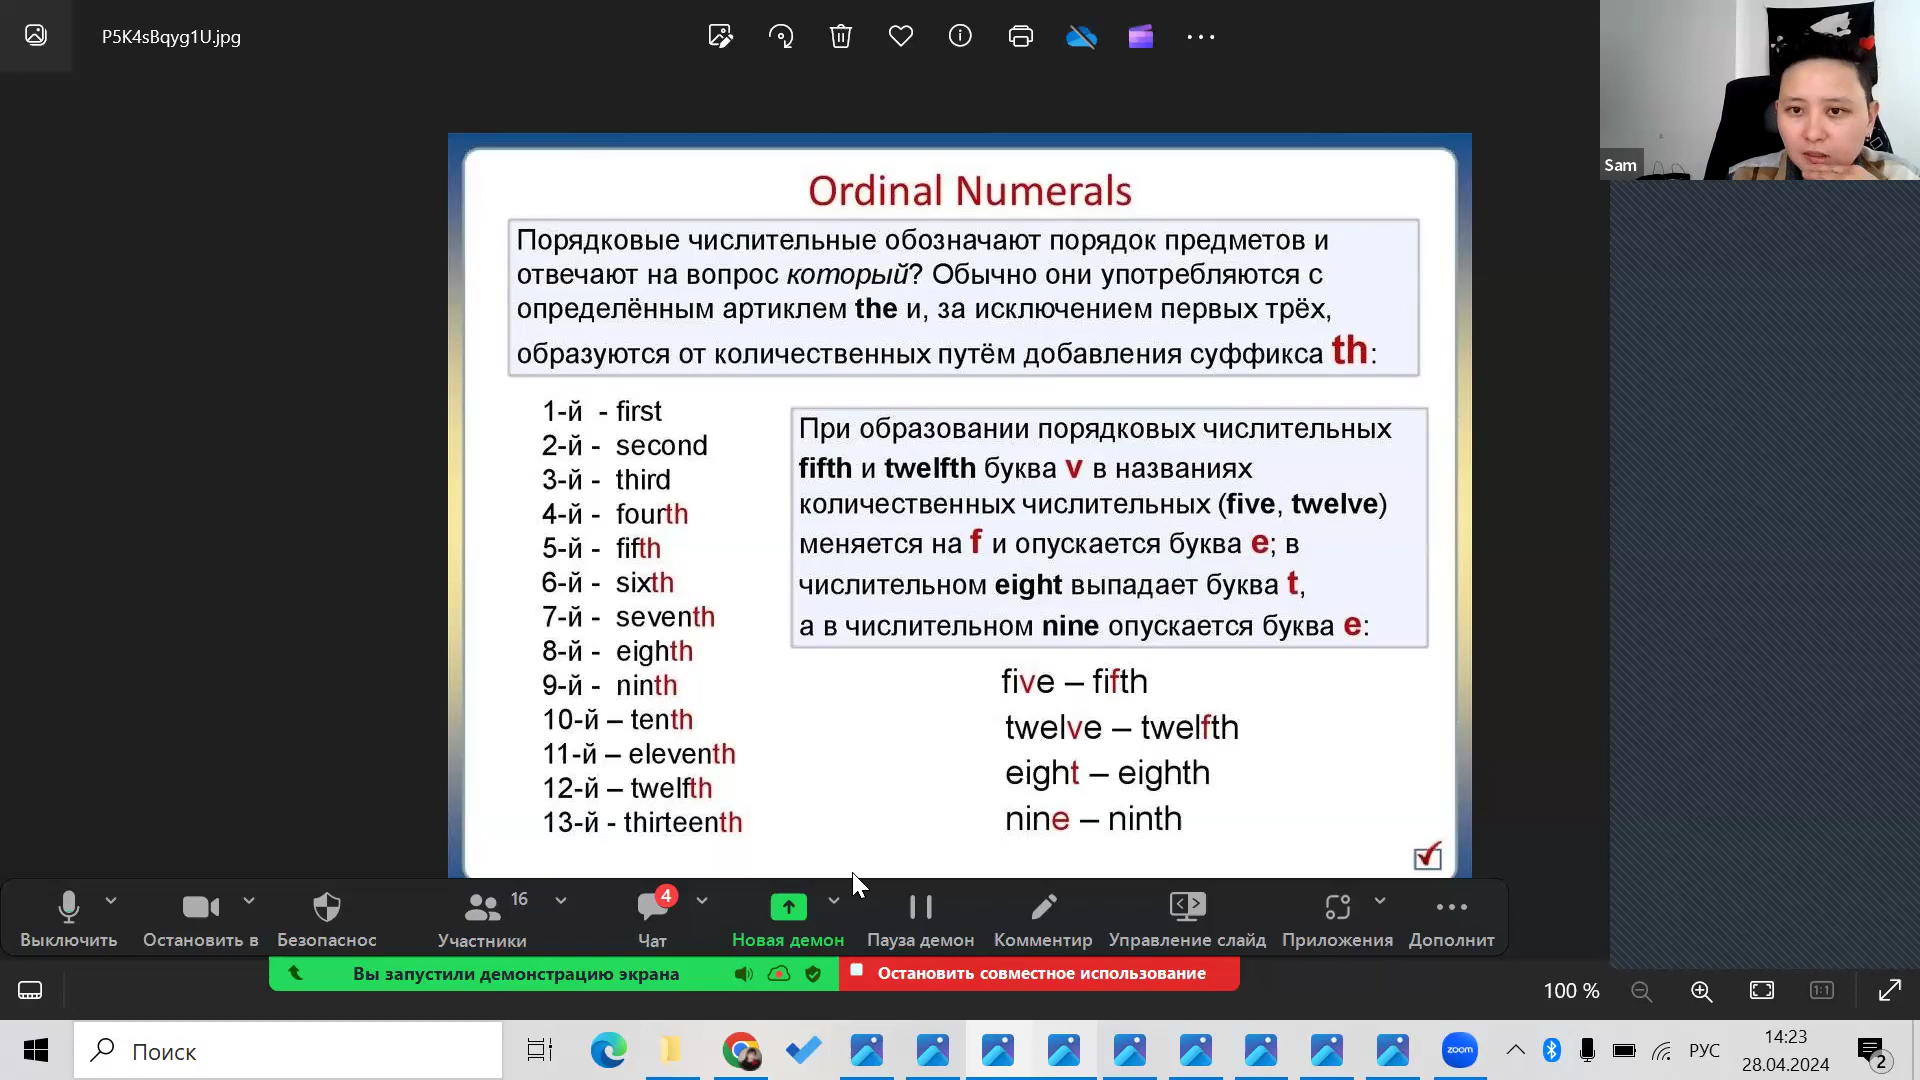 P5K4sBqyg1U.jpg
Sam
Ordinal Numerals
Порядковые числительные обозначают порядок предметов и
отвечают на вопрос который? Обычно они употребляются с
определённым артиклем the и, за исключением первых трёх,
образуются от количественных путём добавления суффикса th:
1-й - first
2-й - second
3-й - third
4-й - fourth
5-й - fifth
6-й - sixth
7-й - seventh
8-й - eighth
9-й - ninth
10-й – tenth
11-й – eleventh
12-й – twelfth
13-й - thirteenth
При образовании порядковых числительных
fifth и twelfth буква v в названиях
количественных числительных (five, twelve)
меняется на f и опускается буква e; в
числительном eight выпадает буква t,
а в числительном nine опускается буква e:
five – fifth
twelve – twelfth
eight – eighth
nine – ninth
16
4
Выключить
Остановить в
Безопаснос
Участники
Чат
Новая демон
Пауза демон
Комментир
Управление слайд
Приложения
Дополнит
Вы запустили демонстрацию экрана
Остановить совместное использование
100 %
1:1
Поиск
zoom
РУС
14:23
28.04.2024
2